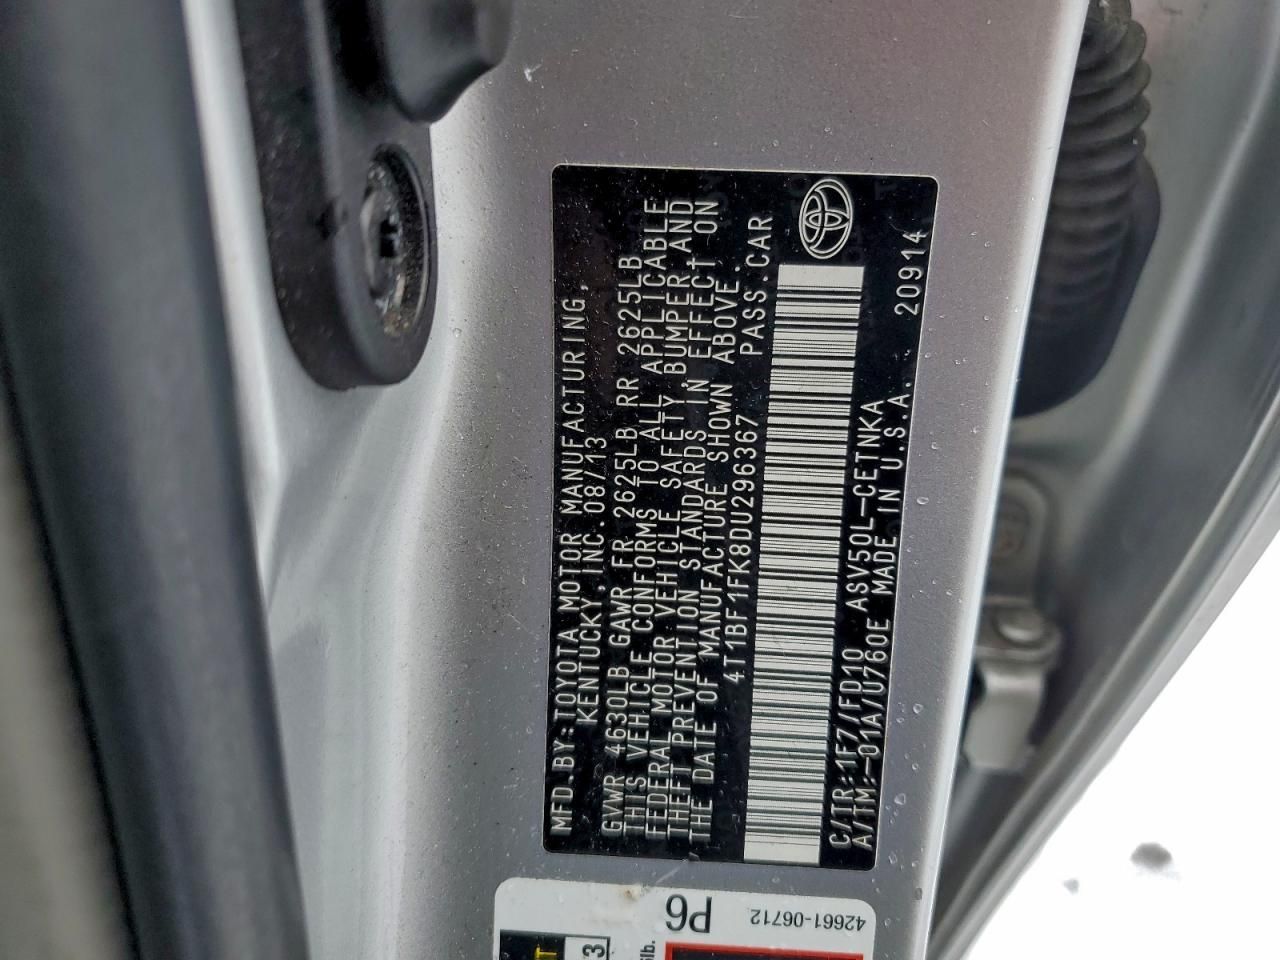 MFD.BY:TOYOTA MOTOR MANUFACTURING,
KENTUCKY,INC.08/13
GVWR 4630LB GAWR FR 2625LB RR 2625LB
THIS VEHICLE CONFORMS TO ALL APPLICABLE
FEDERAL MOTOR VEHICLE SAFETY, BUMPER, AND
THEFT PREVENTION STANDARDS IN EFFECT ON
THE DATE OF MANUFACTURE SHOWN ABOVE.
4T1BF1FK8DU296367 PASS.CAR
C/TR:1F7/FD10 ASV50L-CETNKA
A/TM:-01A/U760E MADE IN U.S.A. 20914
P6
42661-06712
3
lb.